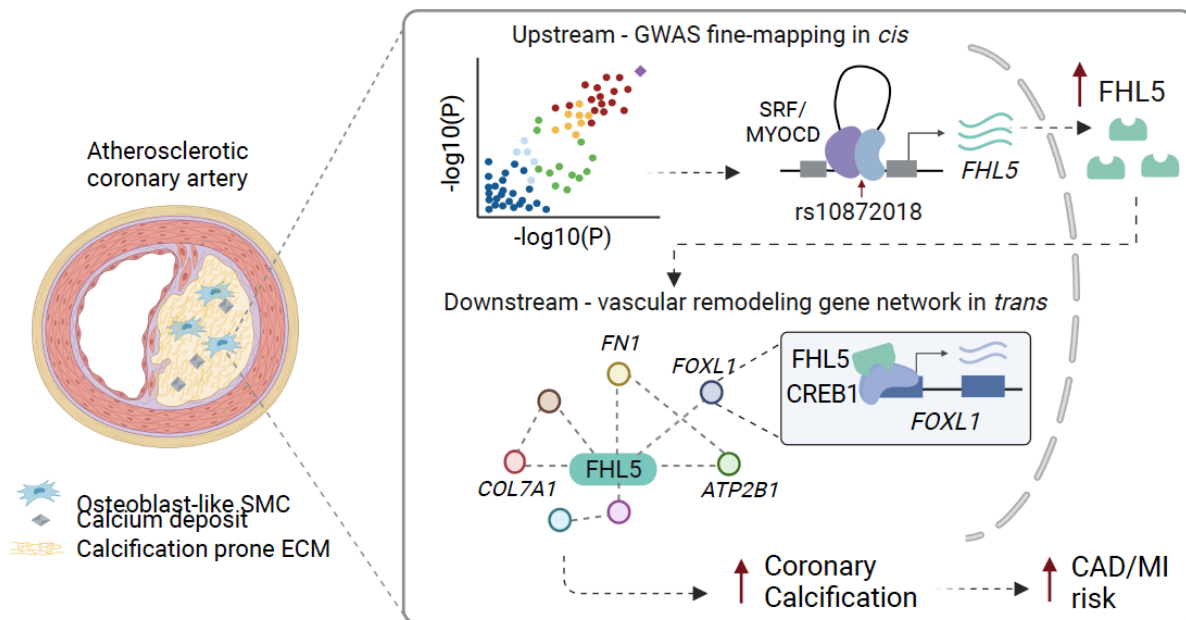 Atherosclerotic
coronary artery
Osteoblast-like SMC
Calcium deposit
Calcification prone ECM
Upstream - GWAS fine-mapping in cis
-log10(P)
-log10(P)
SRF/
MYOCD
rs10872018
FHL5
FHL5
Downstream - vascular remodeling gene network in trans
FN1
FOXL1
COL7A1
FHL5
ATP2B1
FHL5
CREB1
FOXL1
Coronary
Calcification
CAD/MI
risk